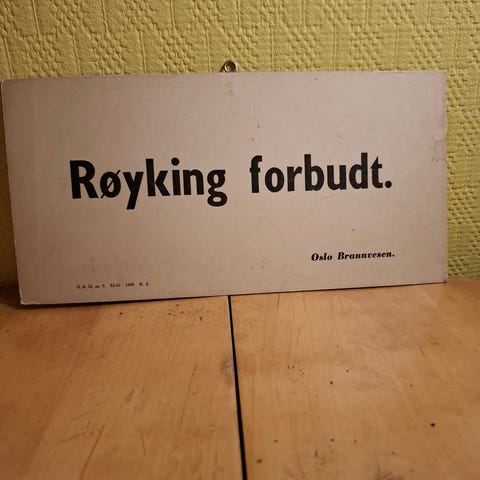 Røyking forbudt.
Oslo Brannvesen.